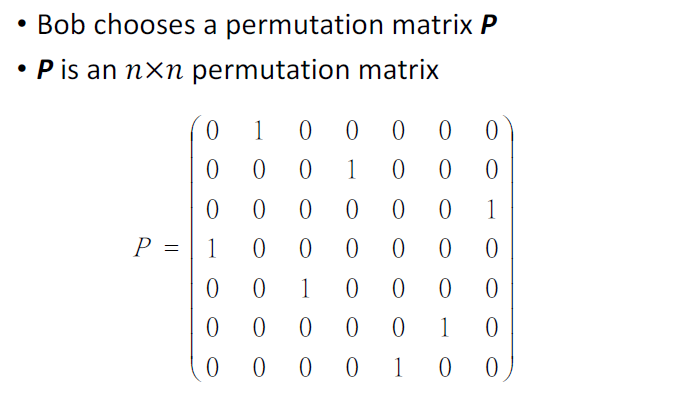 • Bob chooses a permutation matrix P
• P is an n×n permutation matrix
0 1 0 0 0 0 0
0 0 0 1 0 0 0
0 0 0 0 0 0 1
P = 1 0 0 0 0 0 0
0 0 1 0 0 0 0
0 0 0 0 0 1 0
0 0 0 0 1 0 0